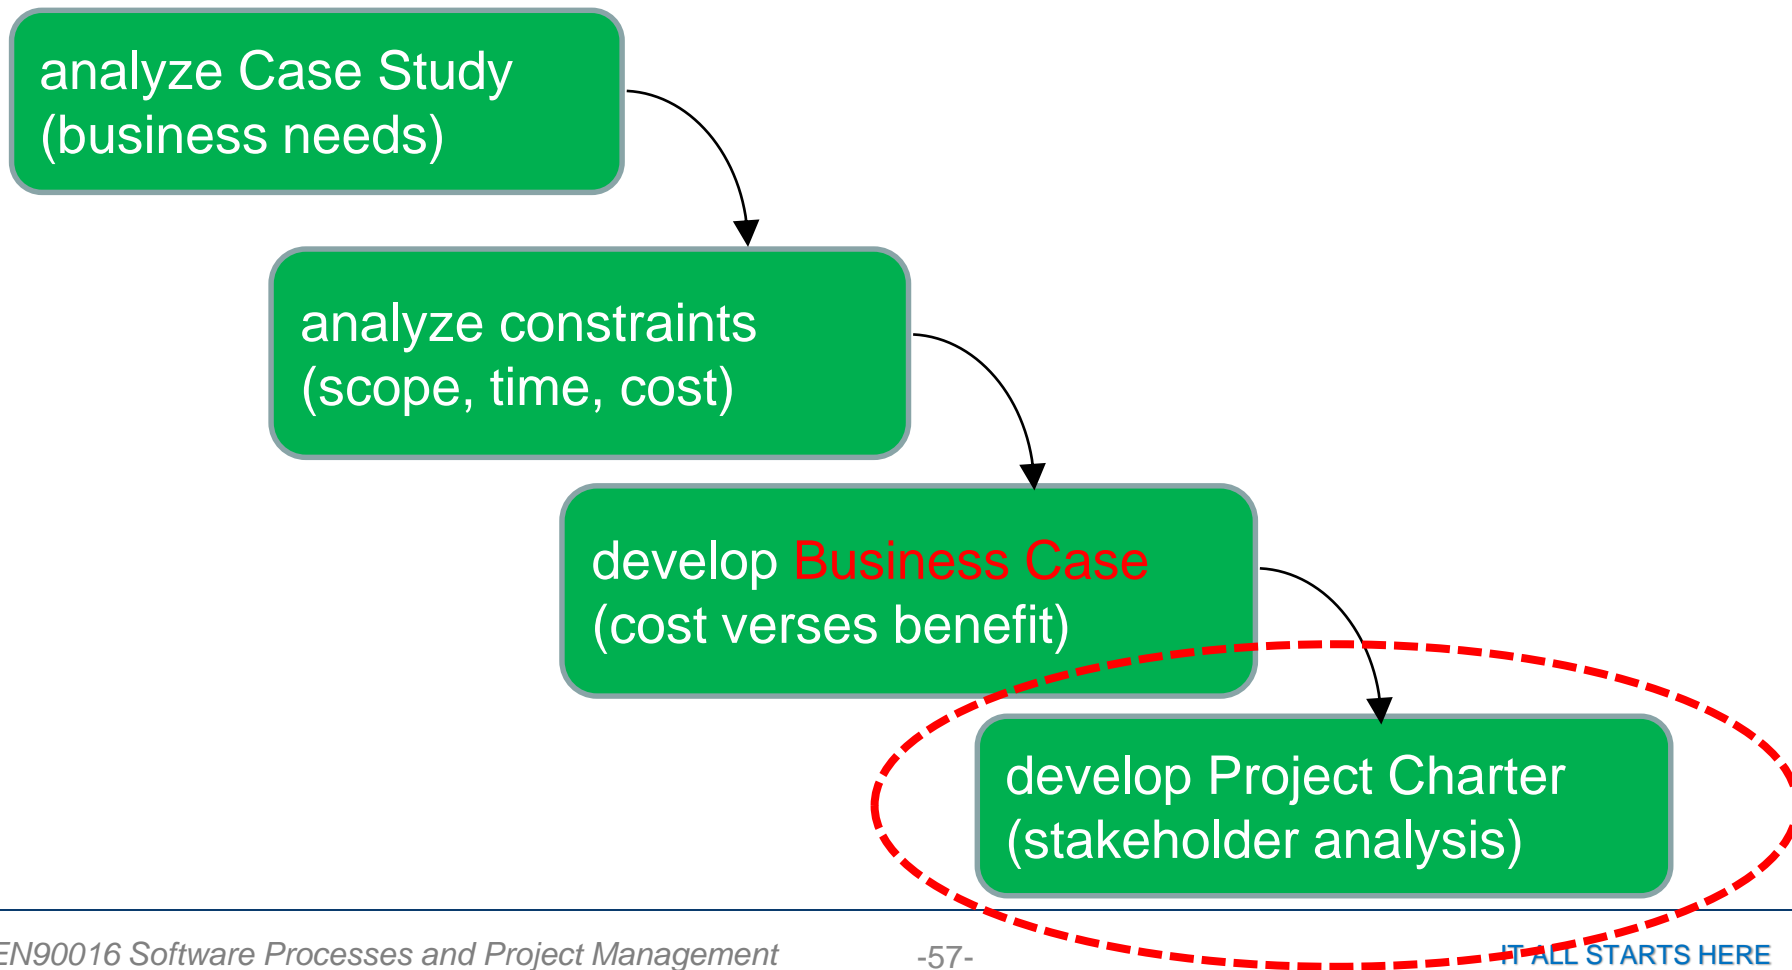 analyze Case Study
(business needs)
analyze constraints
(scope, time, cost)
develop Business Case
(cost verses benefit)
develop Project Charter
(stakeholder analysis)
EN90016 Software Processes and Project Management
-57-
IT ALL STARTS HERE